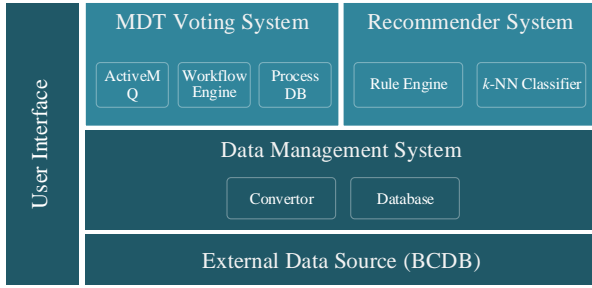 User Interface
MDT Voting System
ActiveM
Q
Workflow
Engine
Process
DB
Recommender System
Rule Engine
k-NN Classifier
Data Management System
Convertor
Database
External Data Source (BCDB)